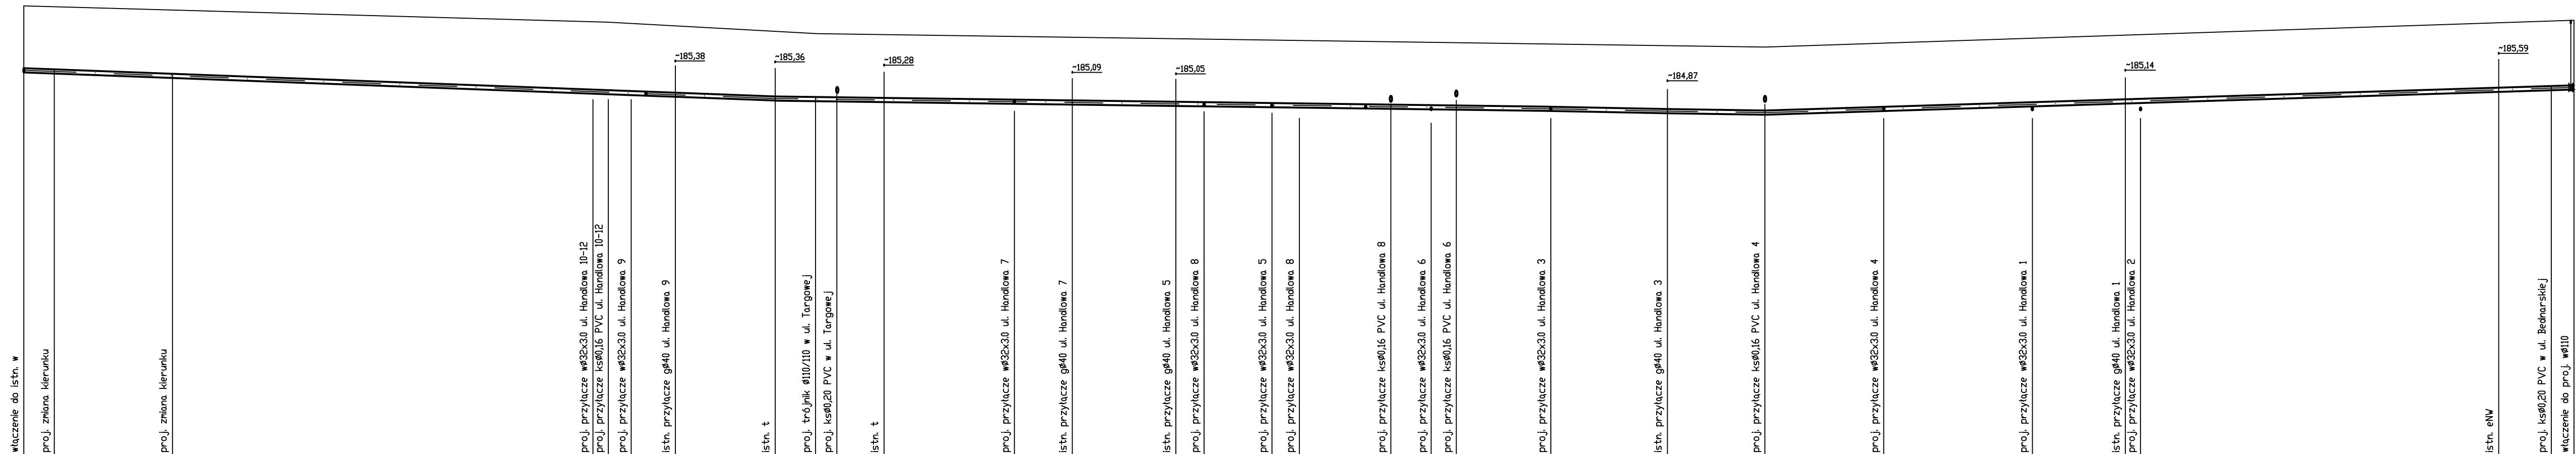 ~185,38
~185,36
~185,28
~185,09
~185,05
~184,87
~185,14
~185,59
włączenie do istn. w
proj. zmiana kierunku
proj. zmiana kierunku
proj. przyłącze wø32x3.0 ul. Handlowa 10-12
proj. przyłącze ksø0,16 PVC ul. Handlowa 10-12
proj. przyłącze wø32x3.0 ul. Handlowa 9
istn. przyłącze gø40 ul. Handlowa 9
istn. t
proj. trójnik Ø110/110 w ul. Targowej
proj. ksø0,20 PVC w ul. Targowej
istn. t
proj. przyłącze wø32x3.0 ul. Handlowa 7
istn. przyłącze gø40 ul. Handlowa 7
istn. przyłącze gø40 ul. Handlowa 5
proj. przyłącze wø32x3.0 ul. Handlowa 8
proj. przyłącze wø32x3.0 ul. Handlowa 5
proj. przyłącze wø32x3.0 ul. Handlowa 8
proj. przyłącze ksø0,16 PVC ul. Handlowa 8
proj. przyłącze wø32x3.0 ul. Handlowa 6
proj. przyłącze ksø0,16 PVC ul. Handlowa 6
proj. przyłącze wø32x3.0 ul. Handlowa 3
istn. przyłącze gø40 ul. Handlowa 3
proj. przyłącze ksø0,16 PVC ul. Handlowa 4
proj. przyłącze wø32x3.0 ul. Handlowa 4
proj. przyłącze wø32x3.0 ul. Handlowa 1
istn. przyłącze gø40 ul. Handlowa 1
proj. przyłącze wø32x3.0 ul. Handlowa 2
istn. eNW
proj. ksø0,20 PVC w ul. Bednarskiej
włączenie do proj. wø110